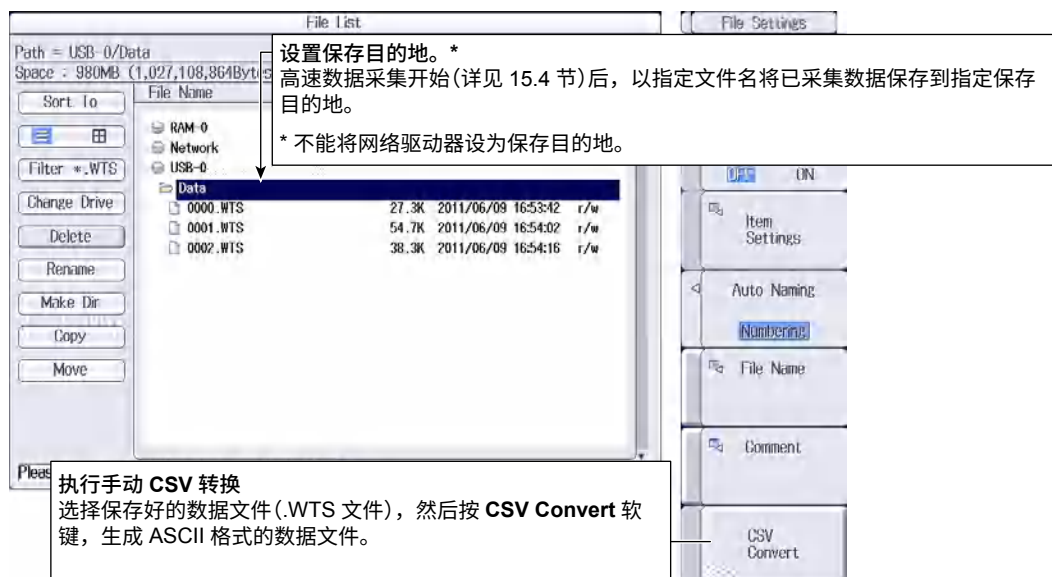 File List
File Settings
Path = USB-0/Data
Space : 980MB (1,027,108,864Bytes
设置保存目的地。*
高速数据采集开始(详见 15.4 节)后，以指定文件名将已采集数据保存到指定保存
目的地。
* 不能将网络驱动器设为保存目的地。
Sort To
File Name
RAM-0
Network
USB-0
Filter *.WTS
OFF ON
Data
Change Drive
0000.WTS 27.3K 2011/06/09 16:53:42 r/w
0001.WTS 54.7K 2011/06/09 16:54:02 r/w
0002.WTS 38.3K 2011/06/09 16:54:16 r/w
Delete
Rename
Make Dir
Copy
Move
Item
Settings
Auto Naming
Numbering
File Name
Comment
Pleas
执行手动 CSV 转换
选择保存好的数据文件(.WTS 文件)，然后按 CSV Convert 软
键，生成 ASCII 格式的数据文件。
CSV
Convert